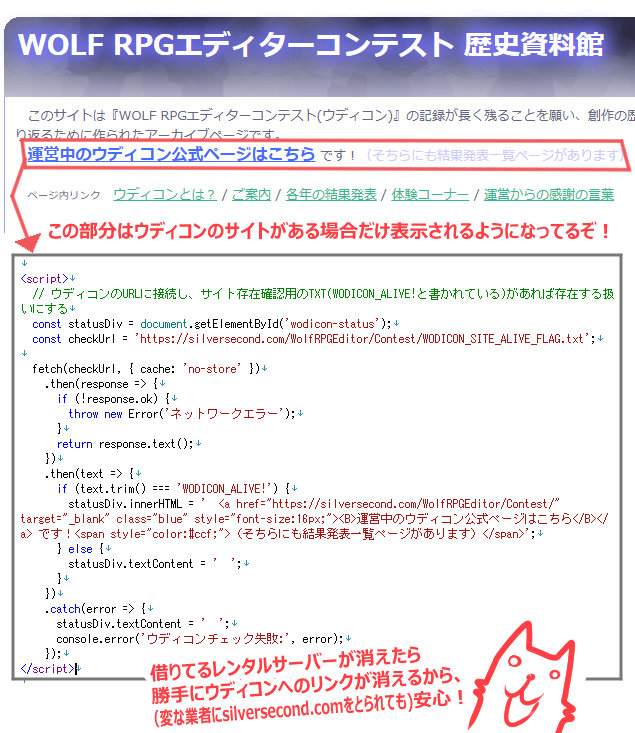 WOLF RPGエディターコンテスト 歴史資料館
このサイトは『WOLF RPGエディターコンテスト(ウディコン)』の記録が長く残ることを願い、創作の歴
り返るために作られたアーカイブページです。
運営中のウディコン公式ページはこちら です！（そちらにも結果発表一覧ページがあります）
ページ内リンク ウディコンとは？ / ご案内 / 各年の結果発表 / 体験コーナー / 運営からの感謝の言葉
この部分はウディコンのサイトがある場合だけ表示されるようになってるぞ！
↓
<script>↓
// ウディコンのURLに接続し、サイト存在確認用のTXT(WODICON_ALIVE!と書かれている)があれば存在する扱
いにする↓
const statusDiv = document.getElementById('wodicon-status');↓
const checkUrl = 'https://silversecond.com/WolfRPGEditor/Contest/WODICON_SITE_ALIVE_FLAG.txt';↓
↓
fetch(checkUrl, { cache: 'no-store' })↓
.then(response => {↓
if (!response.ok) {↓
throw new Error('ネットワークエラー');↓
}↓
return response.text();↓
})↓
.then(text => {↓
if (text.trim() === 'WODICON_ALIVE!') {↓
statusDiv.innerHTML = '　<a href="https://silversecond.com/WolfRPGEditor/Contest/"
target="_blank" class="blue" style="font-size:16px;"><B>運営中のウディコン公式ページはこちら</B></
a> です！<span style="color:#ccf;">（そちらにも結果発表一覧ページがあります）</span>';↓
} else {↓
statusDiv.textContent = '　';↓
}↓
})↓
.catch(error => {↓
statusDiv.textContent = '　';↓
console.error('ウディコンチェック失敗:', error);↓
});↓
</script>↓
借りてるレンタルサーバーが消えたら
勝手にウディコンへのリンクが消えるから、
(変な業者にsilversecond.comをとられても)安心！